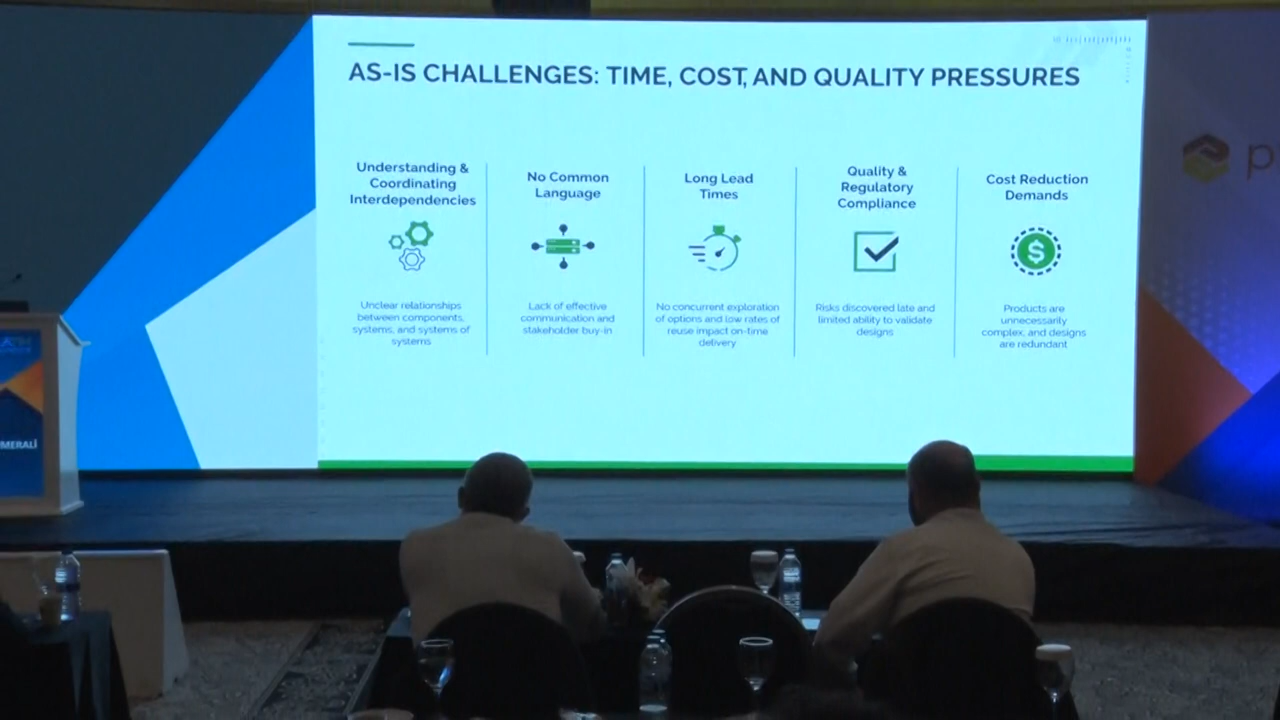 AS-IS CHALLENGES: TIME, COST, AND QUALITY PRESSURES
Understanding &
Coordinating
Interdependencies
Unclear relationships
between components,
systems, and systems of
systems
No Common
Language
Lack of effective
communication and
stakeholder buy-in
Long Lead
Times
No concurrent exploration
of options and low rates of
reuse impact on-time
delivery
Quality &
Regulatory
Compliance
Risks discovered late and
limited ability to validate
designs
Cost Reduction
Demands
$
Products are
unnecessarily
complex, and designs
are redundant
MERALİ